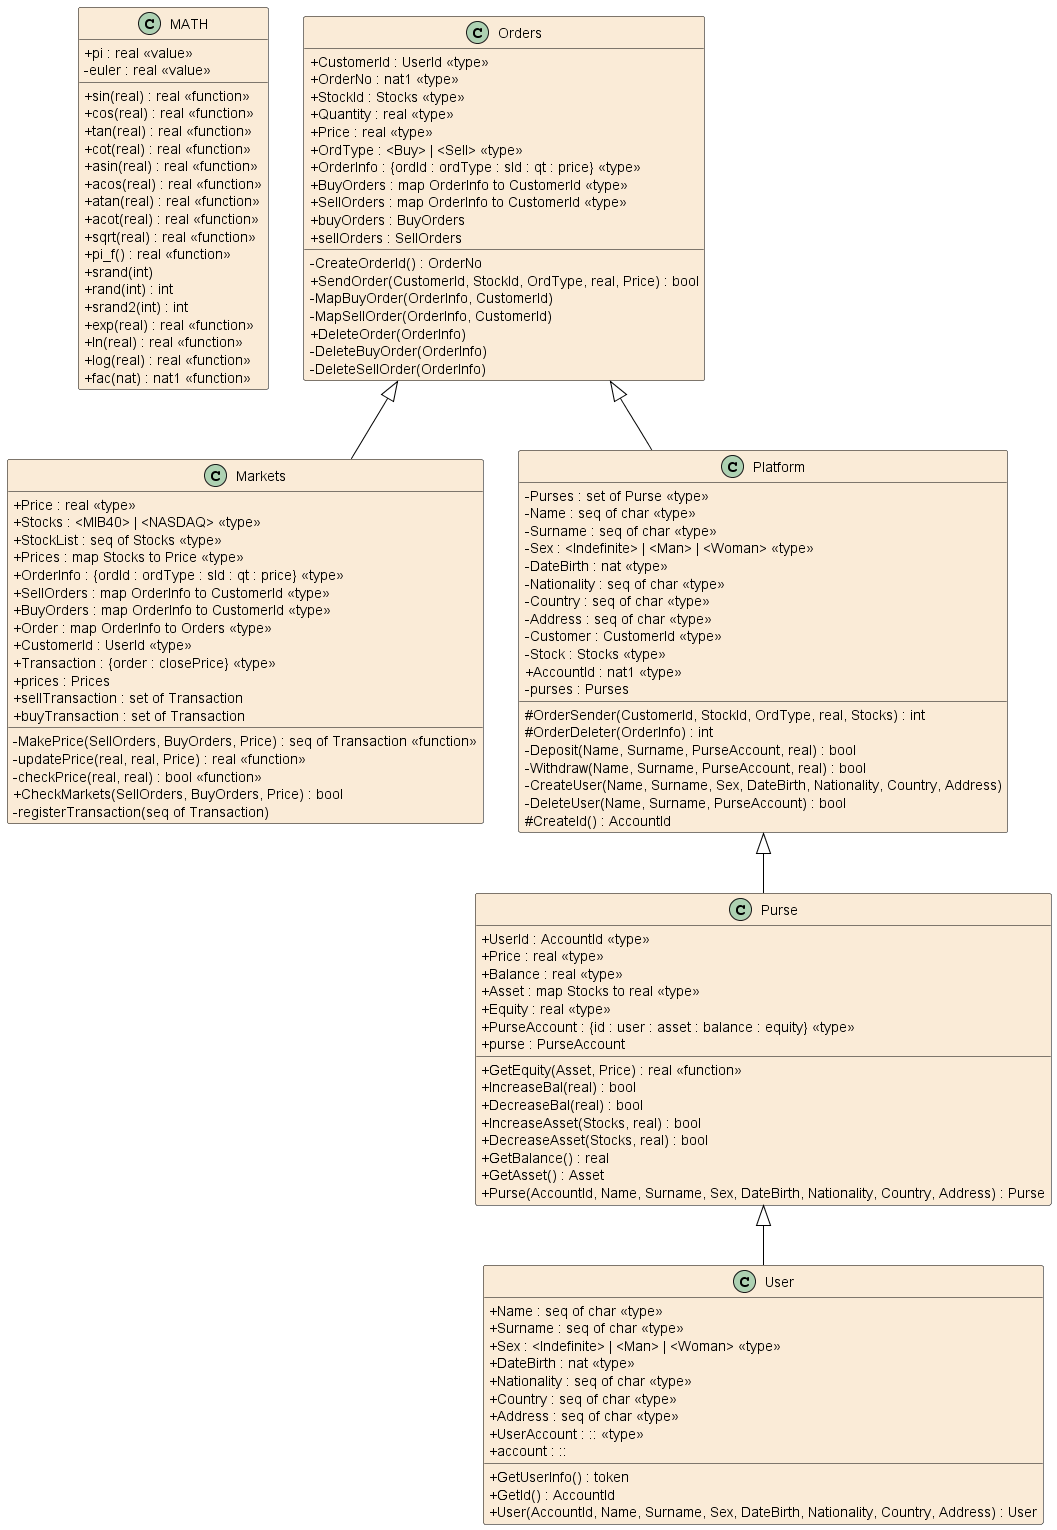 C MATH
+pi : real «value»
-euler : real «value»
+sin(real) : real «function»
+cos(real) : real «function»
+tan(real) : real «function»
+cot(real) : real «function»
+asin(real) : real «function»
+acos(real) : real «function»
+atan(real) : real «function»
+acot(real) : real «function»
+sqrt(real) : real «function»
+pi_f() : real «function»
+srand(int)
+rand(int) : int
+srand2(int) : int
+exp(real) : real «function»
+ln(real) : real «function»
+log(real) : real «function»
+fac(nat) : nat1 «function»
C Orders
+CustomerId : UserId «type»
+OrderNo : nat1 «type»
+StockId : Stocks «type»
+Quantity : real «type»
+Price : real «type»
+OrdType : <Buy> | <Sell> «type»
+OrderInfo : {ordId : ordType : sId : qt : price} «type»
+BuyOrders : map OrderInfo to CustomerId «type»
+SellOrders : map OrderInfo to CustomerId «type»
+buyOrders : BuyOrders
+sellOrders : SellOrders
-CreateOrderId() : OrderNo
+SendOrder(CustomerId, StockId, OrdType, real, Price) : bool
-MapBuyOrder(OrderInfo, CustomerId)
-MapSellOrder(OrderInfo, CustomerId)
+DeleteOrder(OrderInfo)
-DeleteBuyOrder(OrderInfo)
-DeleteSellOrder(OrderInfo)
C Markets
+Price : real «type»
+Stocks : <MIB40> | <NASDAQ> «type»
+StockList : seq of Stocks «type»
+Prices : map Stocks to Price «type»
+OrderInfo : {ordId : ordType : sId : qt : price} «type»
+SellOrders : map OrderInfo to CustomerId «type»
+BuyOrders : map OrderInfo to CustomerId «type»
+Order : map OrderInfo to Orders «type»
+CustomerId : UserId «type»
+Transaction : {order : closePrice} «type»
+prices : Prices
+sellTransaction : set of Transaction
+buyTransaction : set of Transaction
-MakePrice(SellOrders, BuyOrders, Price) : seq of Transaction «function»
-updatePrice(real, real, Price) : real «function»
-checkPrice(real, real) : bool «function»
+CheckMarkets(SellOrders, BuyOrders, Price) : bool
-registerTransaction(seq of Transaction)
C Platform
-Purses : set of Purse «type»
-Name : seq of char «type»
-Surname : seq of char «type»
-Sex : <Indefinite> | <Man> | <Woman> «type»
-DateBirth : nat «type»
-Nationality : seq of char «type»
-Country : seq of char «type»
-Address : seq of char «type»
-Customer : CustomerId «type»
-Stock : Stocks «type»
+AccountId : nat1 «type»
-purses : Purses
#OrderSender(CustomerId, StockId, OrdType, real, Stocks) : int
#OrderDeleter(OrderInfo) : int
-Deposit(Name, Surname, PurseAccount, real) : bool
-Withdraw(Name, Surname, PurseAccount, real) : bool
-CreateUser(Name, Surname, Sex, DateBirth, Nationality, Country, Address)
-DeleteUser(Name, Surname, PurseAccount) : bool
#CreateId() : AccountId
C Purse
+UserId : AccountId «type»
+Price : real «type»
+Balance : real «type»
+Asset : map Stocks to real «type»
+Equity : real «type»
+PurseAccount : {id : user : asset : balance : equity} «type»
+purse : PurseAccount
+GetEquity(Asset, Price) : real «function»
+IncreaseBal(real) : bool
+DecreaseBal(real) : bool
+IncreaseAsset(Stocks, real) : bool
+DecreaseAsset(Stocks, real) : bool
+GetBalance() : real
+GetAsset() : Asset
+Purse(AccountId, Name, Surname, Sex, DateBirth, Nationality, Country, Address) : Purse
C User
+Name : seq of char «type»
+Surname : seq of char «type»
+Sex : <Indefinite> | <Man> | <Woman> «type»
+DateBirth : nat «type»
+Nationality : seq of char «type»
+Country : seq of char «type»
+Address : seq of char «type»
+UserAccount : :: «type»
+account : ::
+GetUserInfo() : token
+GetId() : AccountId
+User(AccountId, Name, Surname, Sex, DateBirth, Nationality, Country, Address) : User